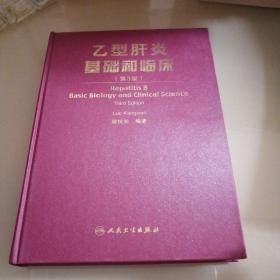 乙型肝炎
基础和临床
(第3版)
Hepatitis B
Basic Biology and Clinical Science
Third Edition
Luo Kangxian
骆抗先 编著
人民卫生出版社